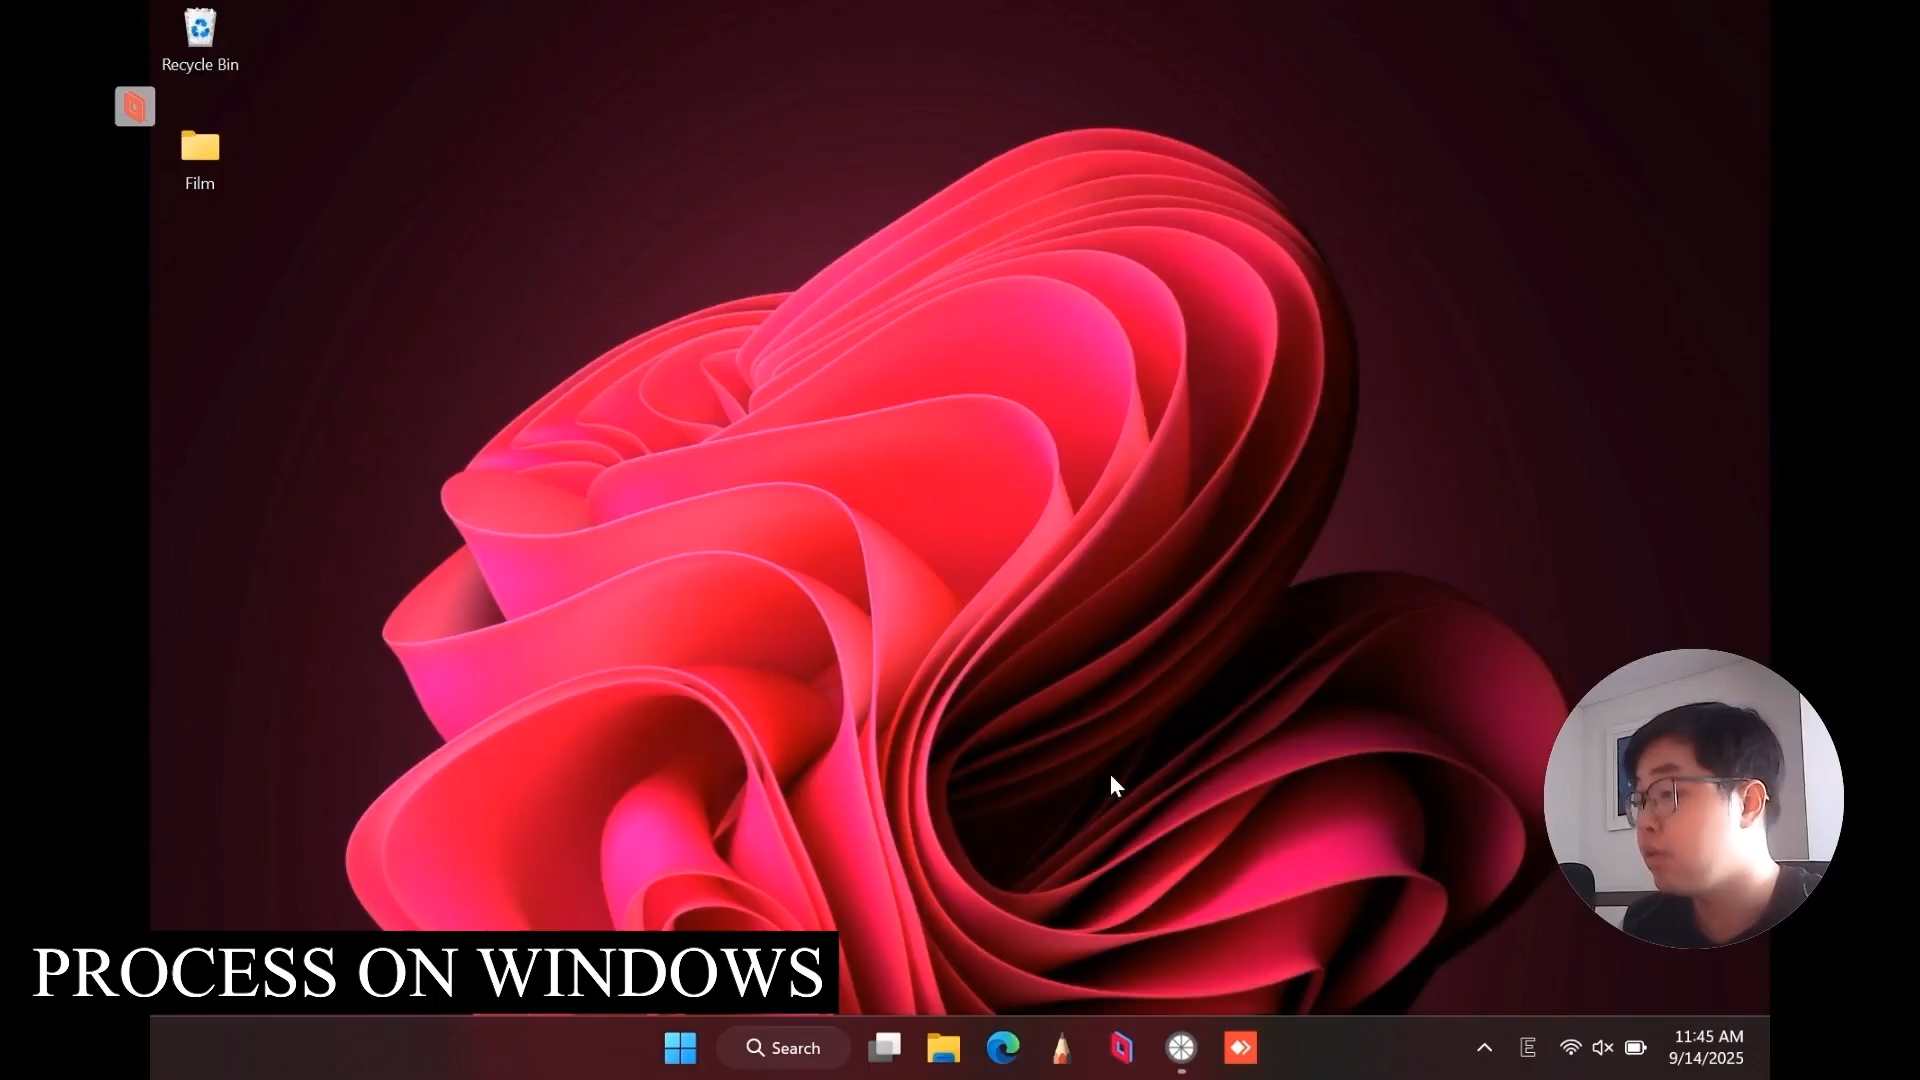 Recycle Bin
Film
PROCESS ON WINDOWS
Search
E
11:45 AM
9/14/2025